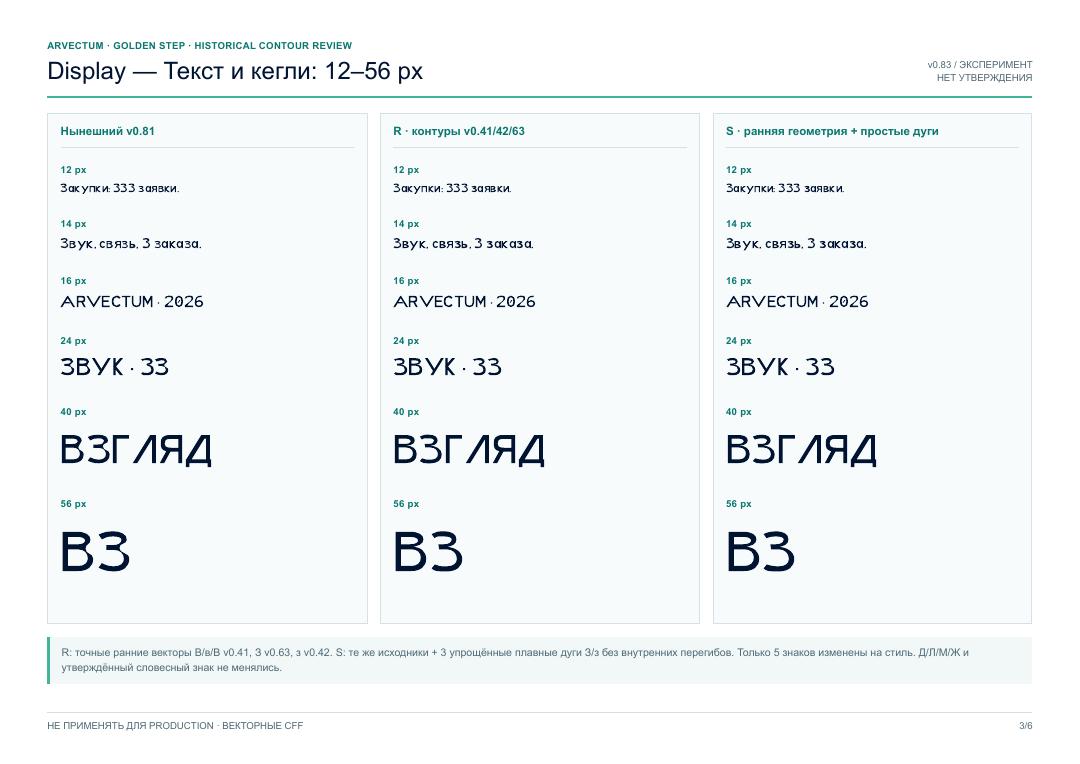 ARVECTUM · GOLDEN STEP · HISTORICAL CONTOUR REVIEW
Display — Текст и кегли: 12–56 px
v0.83 / ЭКСПЕРИМЕНТ
НЕТ УТВЕРЖДЕНИЯ
Нынешний v0.81
12 px
Закупки: 333 заявки.
14 px
Звук, связь, 3 заказа.
16 px
ARVECTUM · 2026
24 px
ЗВУК · 33
40 px
ВЗГЛЯД
56 px
ВЗ
R · контуры v0.41/42/63
12 px
Закупки: 333 заявки.
14 px
Звук, связь, 3 заказа.
16 px
ARVECTUM · 2026
24 px
ЗВУК · 33
40 px
ВЗГЛЯД
56 px
ВЗ
S · ранняя геометрия + простые дуги
12 px
Закупки: 333 заявки.
14 px
Звук, связь, 3 заказа.
16 px
ARVECTUM · 2026
24 px
ЗВУК · 33
40 px
ВЗГЛЯД
56 px
ВЗ
R: точные ранние векторы B/в/В v0.41, З v0.63, з v0.42. S: те же исходники + 3 упрощённые плавные дуги З/з без внутренних перегибов. Только 5 знаков изменены на стиль. Д/Л/М/Ж и
утверждённый словесный знак не менялись.
НЕ ПРИМЕНЯТЬ ДЛЯ PRODUCTION · ВЕКТОРНЫЕ CFF
3/6